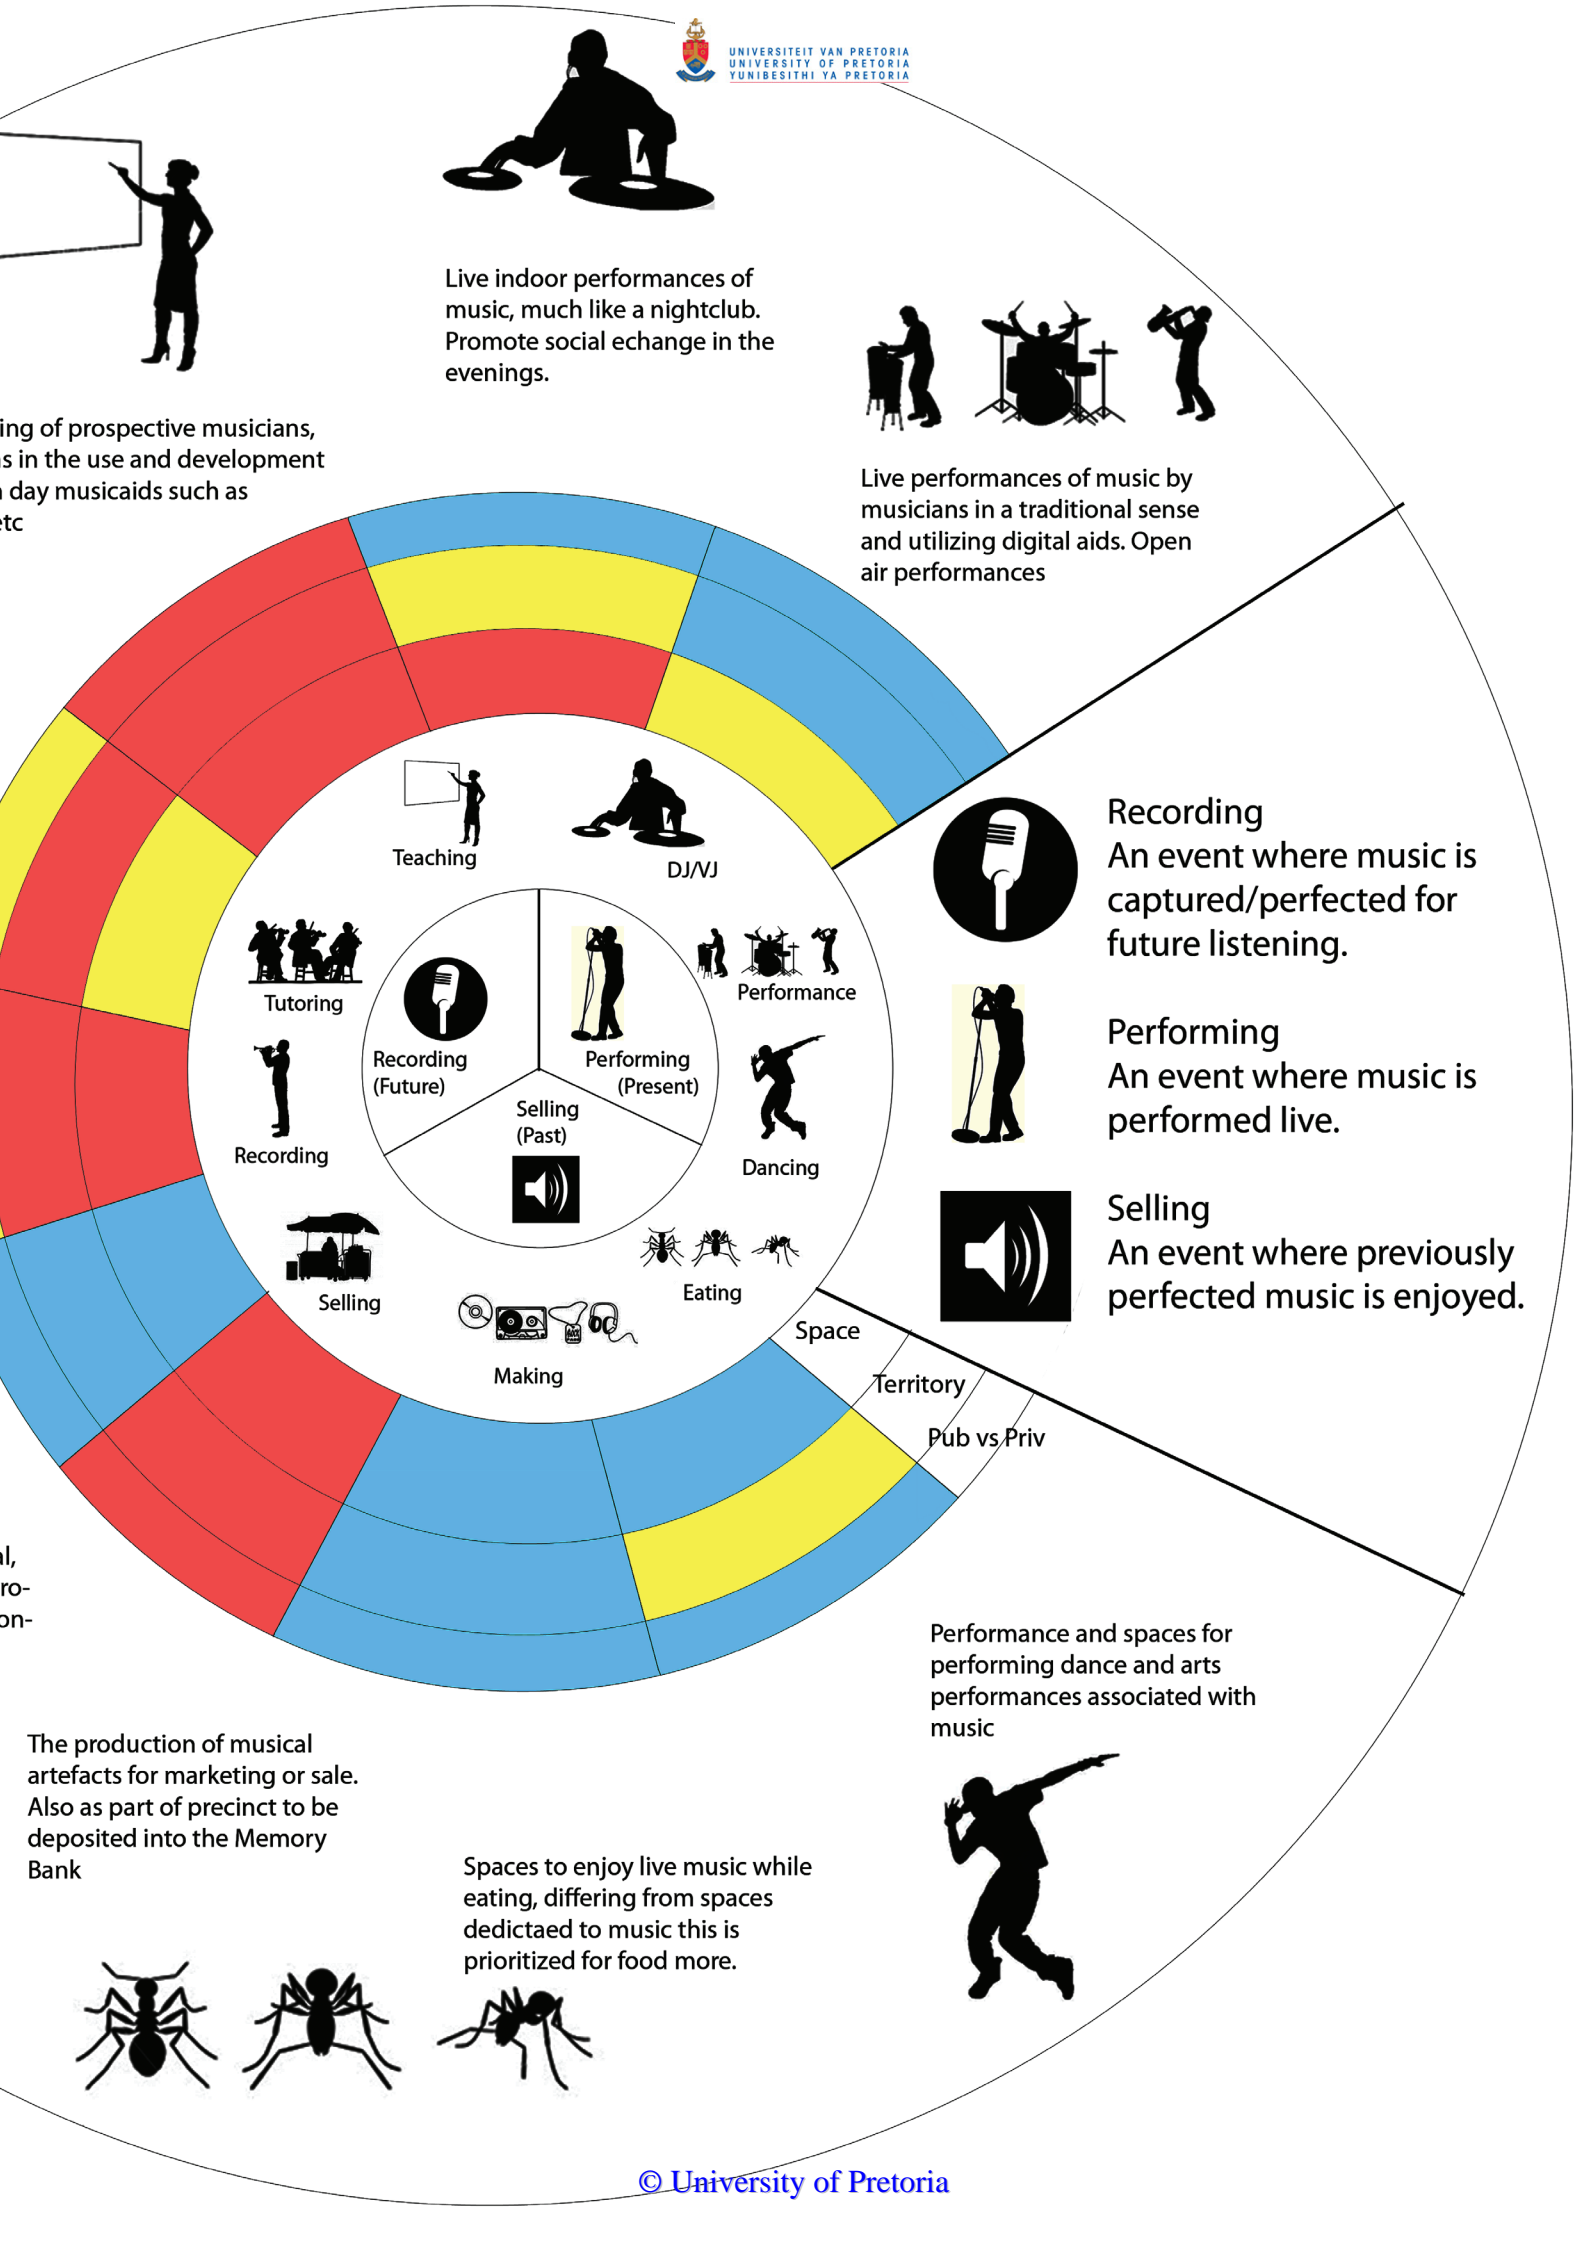 UNIVERSITEIT VAN PRETORIA
UNIVERSITY OF PRETORIA
YUNIBESITHI YA PRETORIA
Live indoor performances of
music, much like a nightclub.
Promote social echange in the
evenings.
ing of prospective musicians,
s in the use and development
day musicaids such as
etc
Live performances of music by
musicians in a traditional sense
and utilizing digital aids. Open
air performances
Teaching
DJ/VJ
Tutoring
Performance
Recording
(Future)
Performing
(Present)
Selling
(Past)
Recording
Dancing
Selling
Eating
Making
Space
Territory
Pub vs Priv
Recording
An event where music is
captured/perfected for
future listening.
Performing
An event where music is
performed live.
Selling
An event where previously
perfected music is enjoyed.
al,
ro-
on-
Performance and spaces for
performing dance and arts
performances associated with
music
The production of musical
artefacts for marketing or sale.
Also as part of precinct to be
deposited into the Memory
Bank
Spaces to enjoy live music while
eating, differing from spaces
dedictaed to music this is
prioritized for food more.
© University of Pretoria